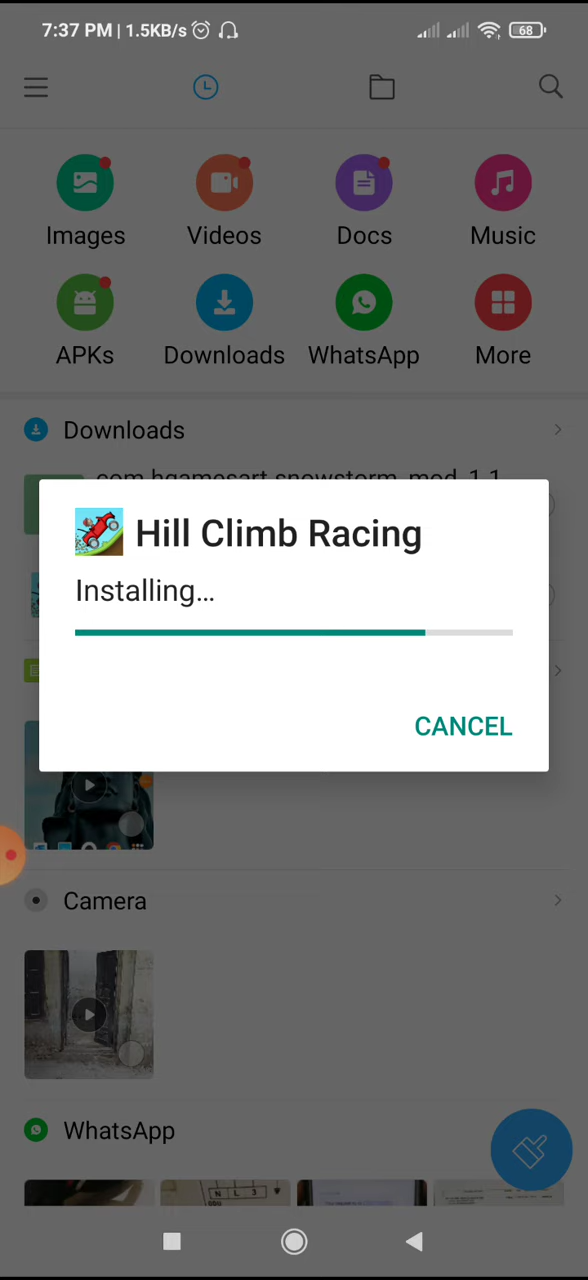 7:37 PM | 1.5KB/s
68
Images Videos Docs Music
APKs Downloads WhatsApp More
Downloads
com.hgamesart.snowstorm_mod_1.1
Hill Climb Racing
Installing...
CANCEL
Camera
WhatsApp
N L 3